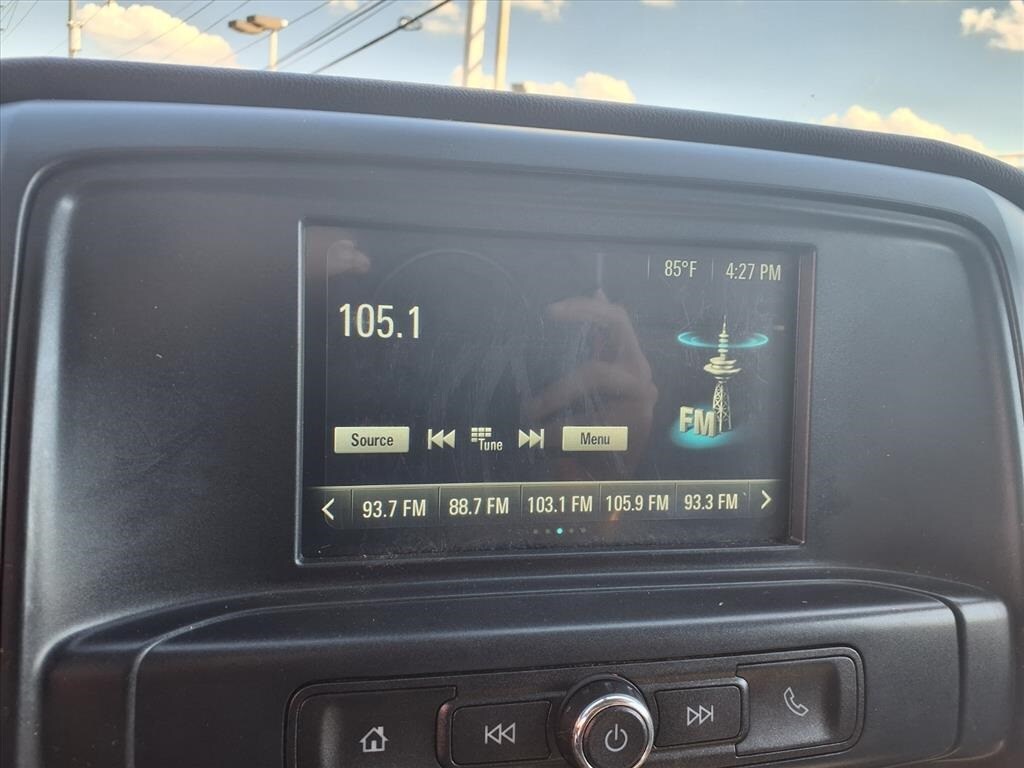 85°F 4:27 PM
105.1
FM
Source Tune Menu
93.7 FM 88.7 FM 103.1 FM 105.9 FM 93.3 FM